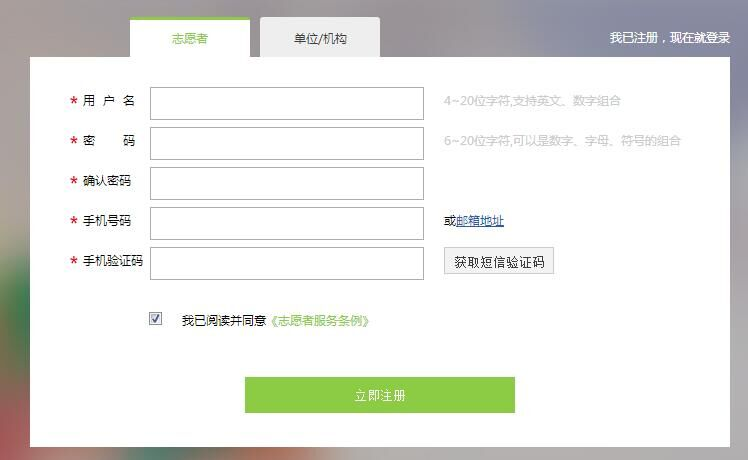 志愿者 单位/机构 我已注册，现在就登录
* 用 户 名 4~20位字符,支持英文、数字组合
* 密 码 6~20位字符,可以是数字、字母、符号的组合
* 确认密码
* 手机号码 或邮箱地址
* 手机验证码 获取短信验证码
我已阅读并同意《志愿者服务条例》
立即注册